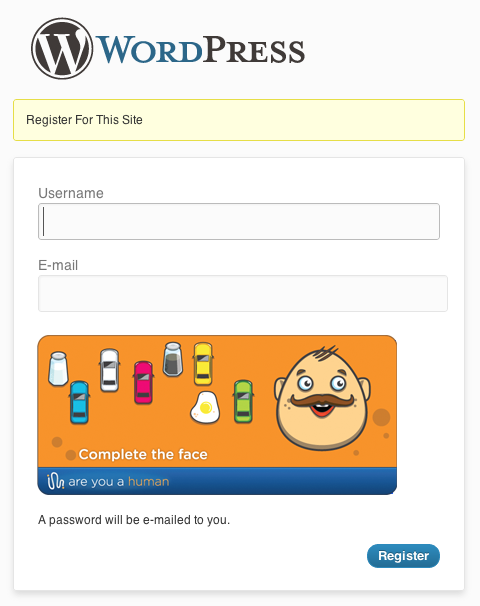 WORDPRESS
Register For This Site
Username
E-mail
Complete the face
are you a human
A password will be e-mailed to you.
Register